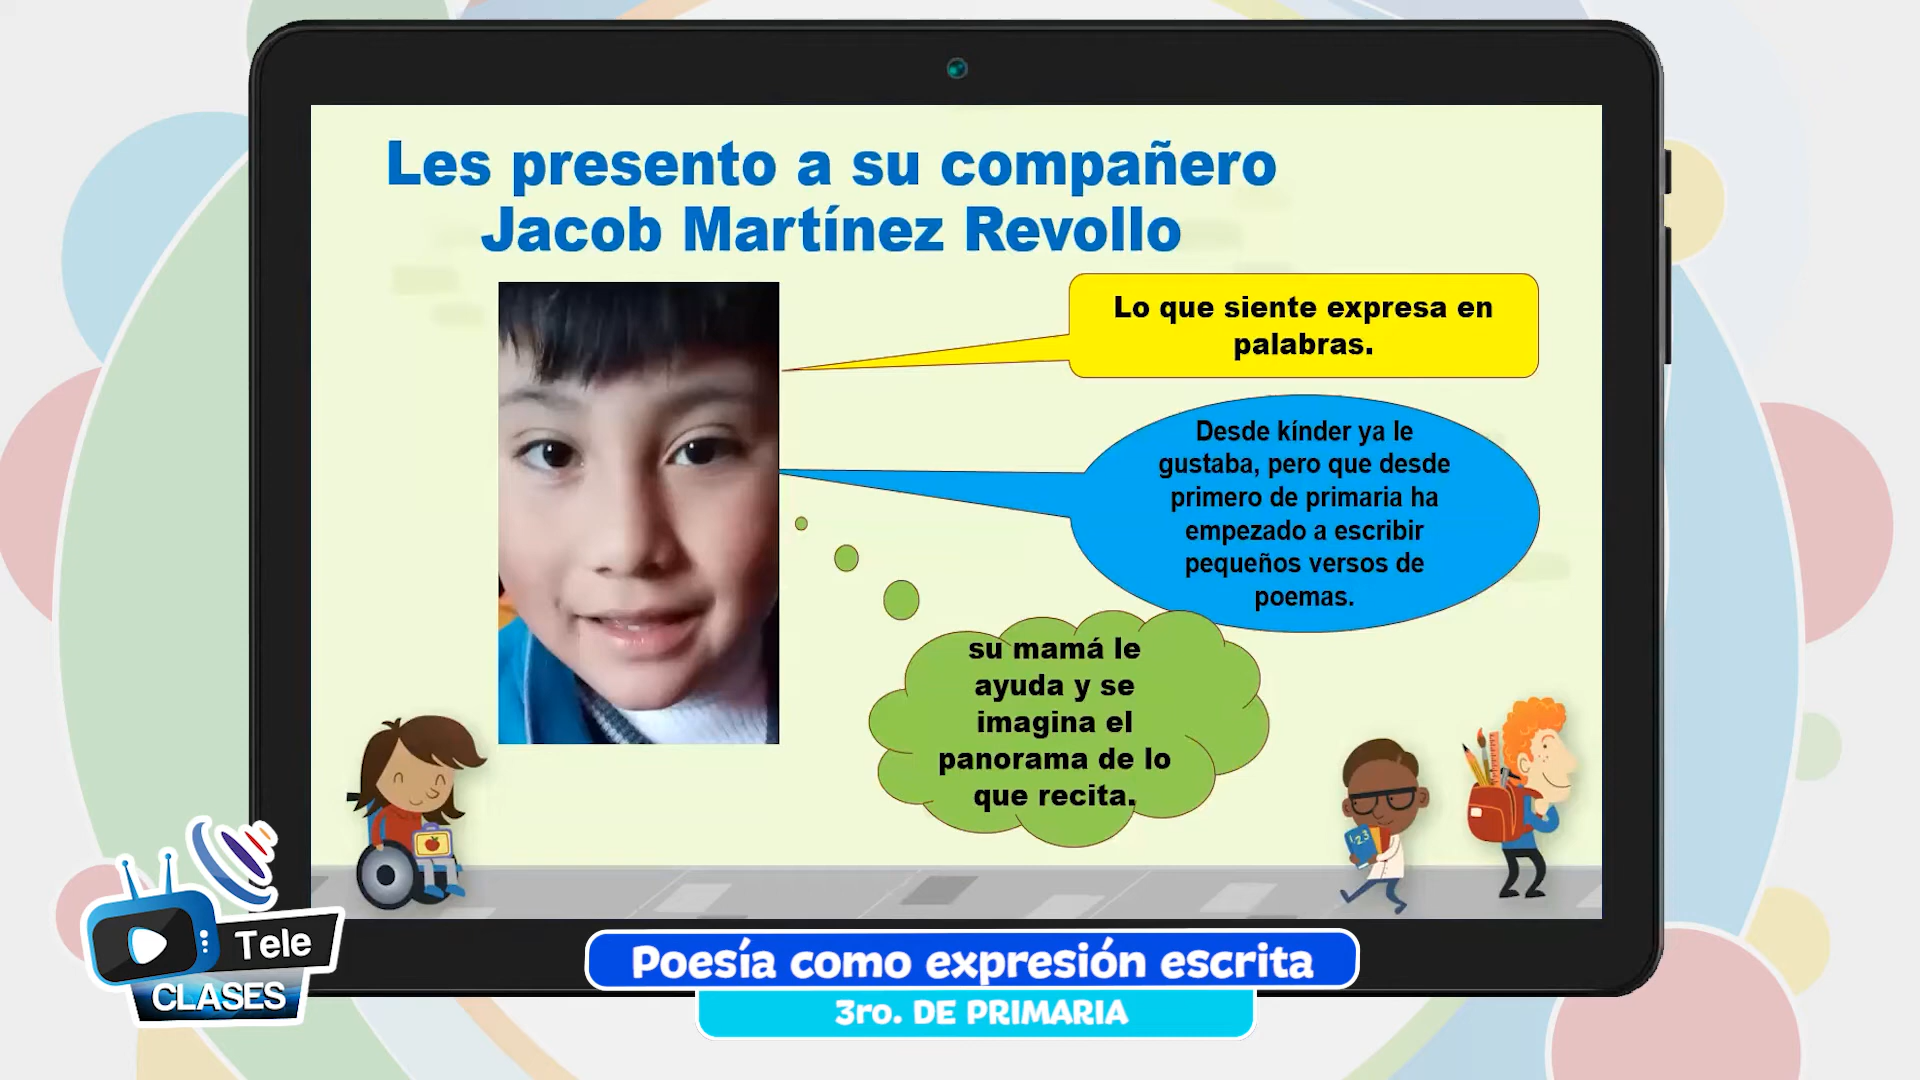 Les presento a su compañero
Jacob Martínez Revollo
Lo que siente expresa en
palabras.
Desde kínder ya le
gustaba, pero que desde
primero de primaria ha
empezado a escribir
pequeños versos de
poemas.
su mamá le
ayuda y se
imagina el
panorama de lo
que recita.
123
Tele
CLASES
Poesía como expresión escrita
3ro. DE PRIMARIA